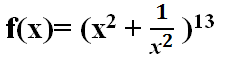 f(x)= (x² + 1/x²)¹³